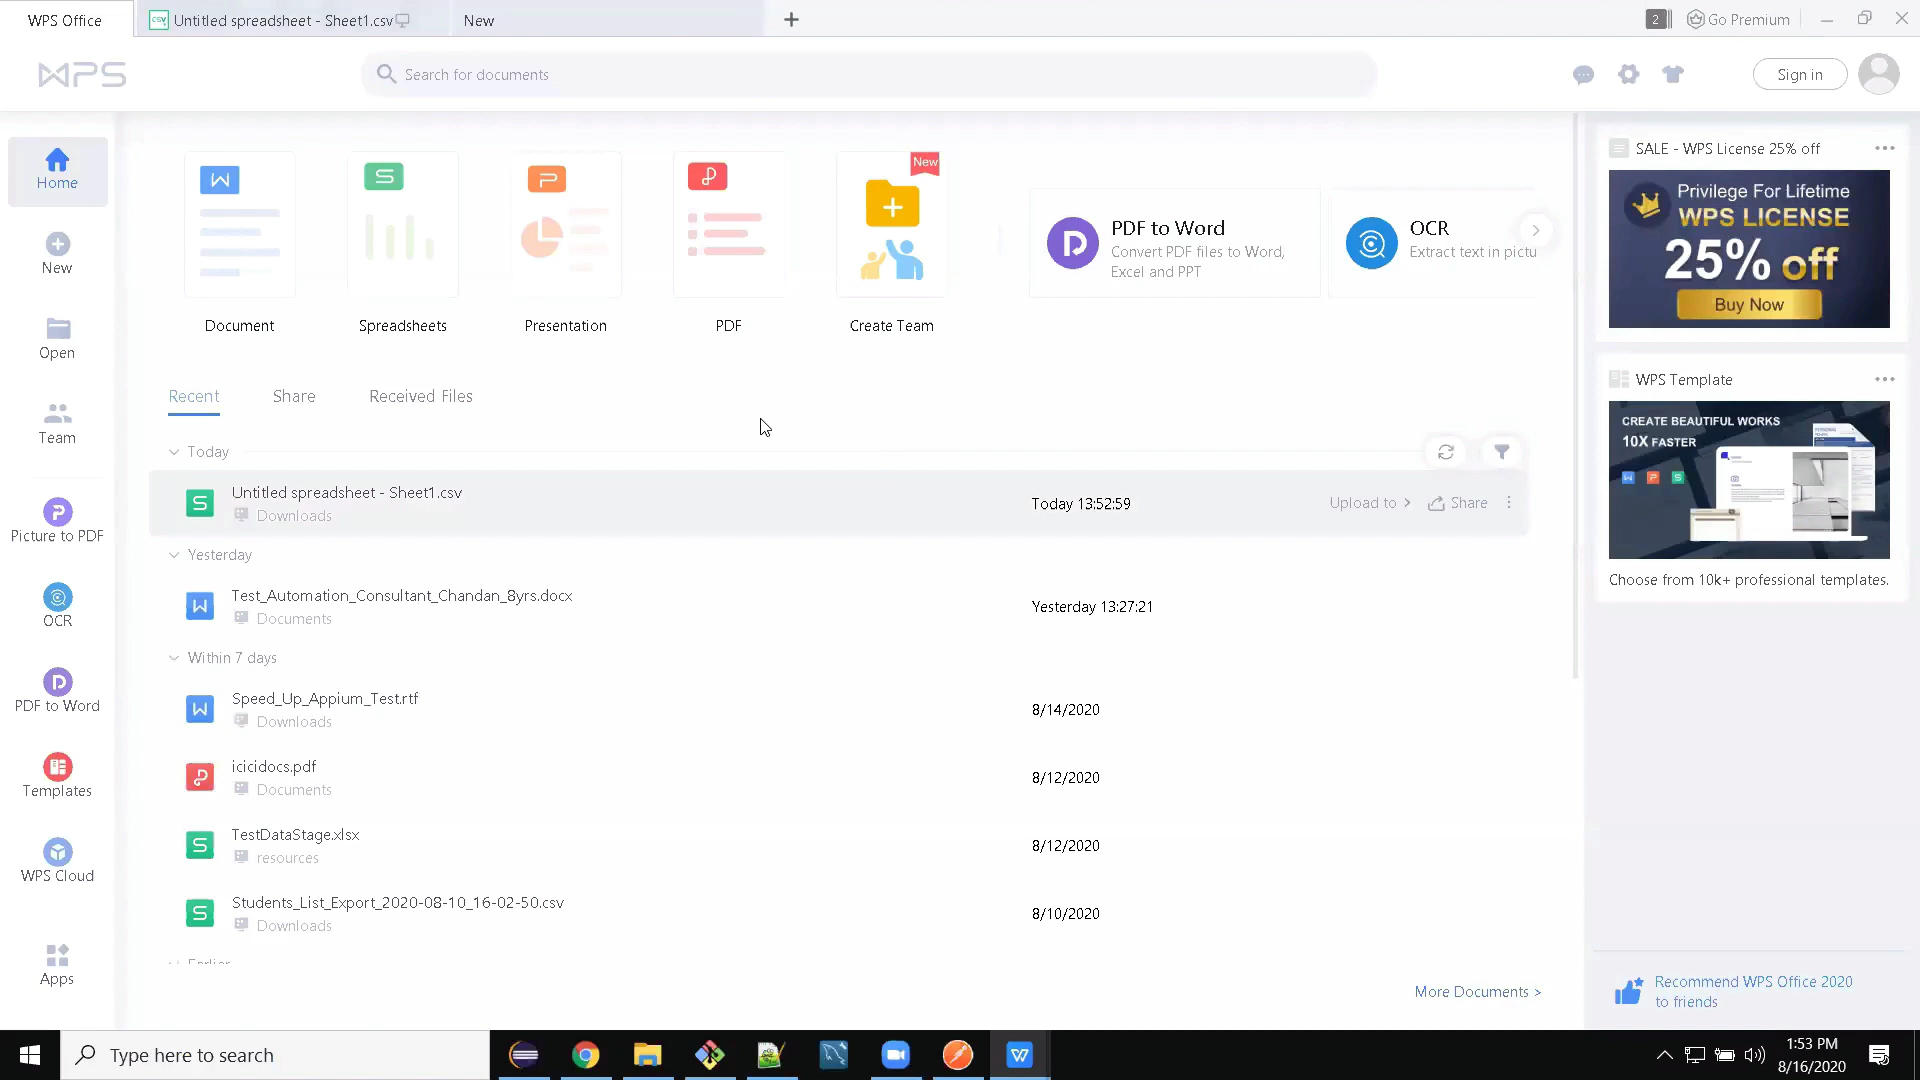 WPS Office
CSV
Untitled spreadsheet - Sheet1.csv
New
2
Go Premium
WPS
Search for documents
Sign in
Home
New
Open
Team
Picture to PDF
OCR
PDF to Word
Templates
WPS Cloud
Apps
New
Document
Spreadsheets
Presentation
PDF
Create Team
PDF to Word
Convert PDF files to Word,
Excel and PPT
OCR
Extract text in pictu
Recent
Share
Received Files
Today
Untitled spreadsheet - Sheet1.csv
Downloads
Today 13:52:59
Upload to
Share
Yesterday
Test_Automation_Consultant_Chandan_8yrs.docx
Documents
Yesterday 13:27:21
Within 7 days
Speed_Up_Appium_Test.rtf
Downloads
8/14/2020
icicidocs.pdf
Documents
8/12/2020
TestDataStage.xlsx
resources
8/12/2020
Students_List_Export_2020-08-10_16-02-50.csv
Downloads
8/10/2020
Earlier
More Documents >
SALE - WPS License 25% off
Privilege For Lifetime
WPS LICENSE
25% off
Buy Now
WPS Template
CREATE BEAUTIFUL WORKS
10X FASTER
Choose from 10k+ professional templates.
Recommend WPS Office 2020
to friends
Type here to search
1:53 PM
8/16/2020